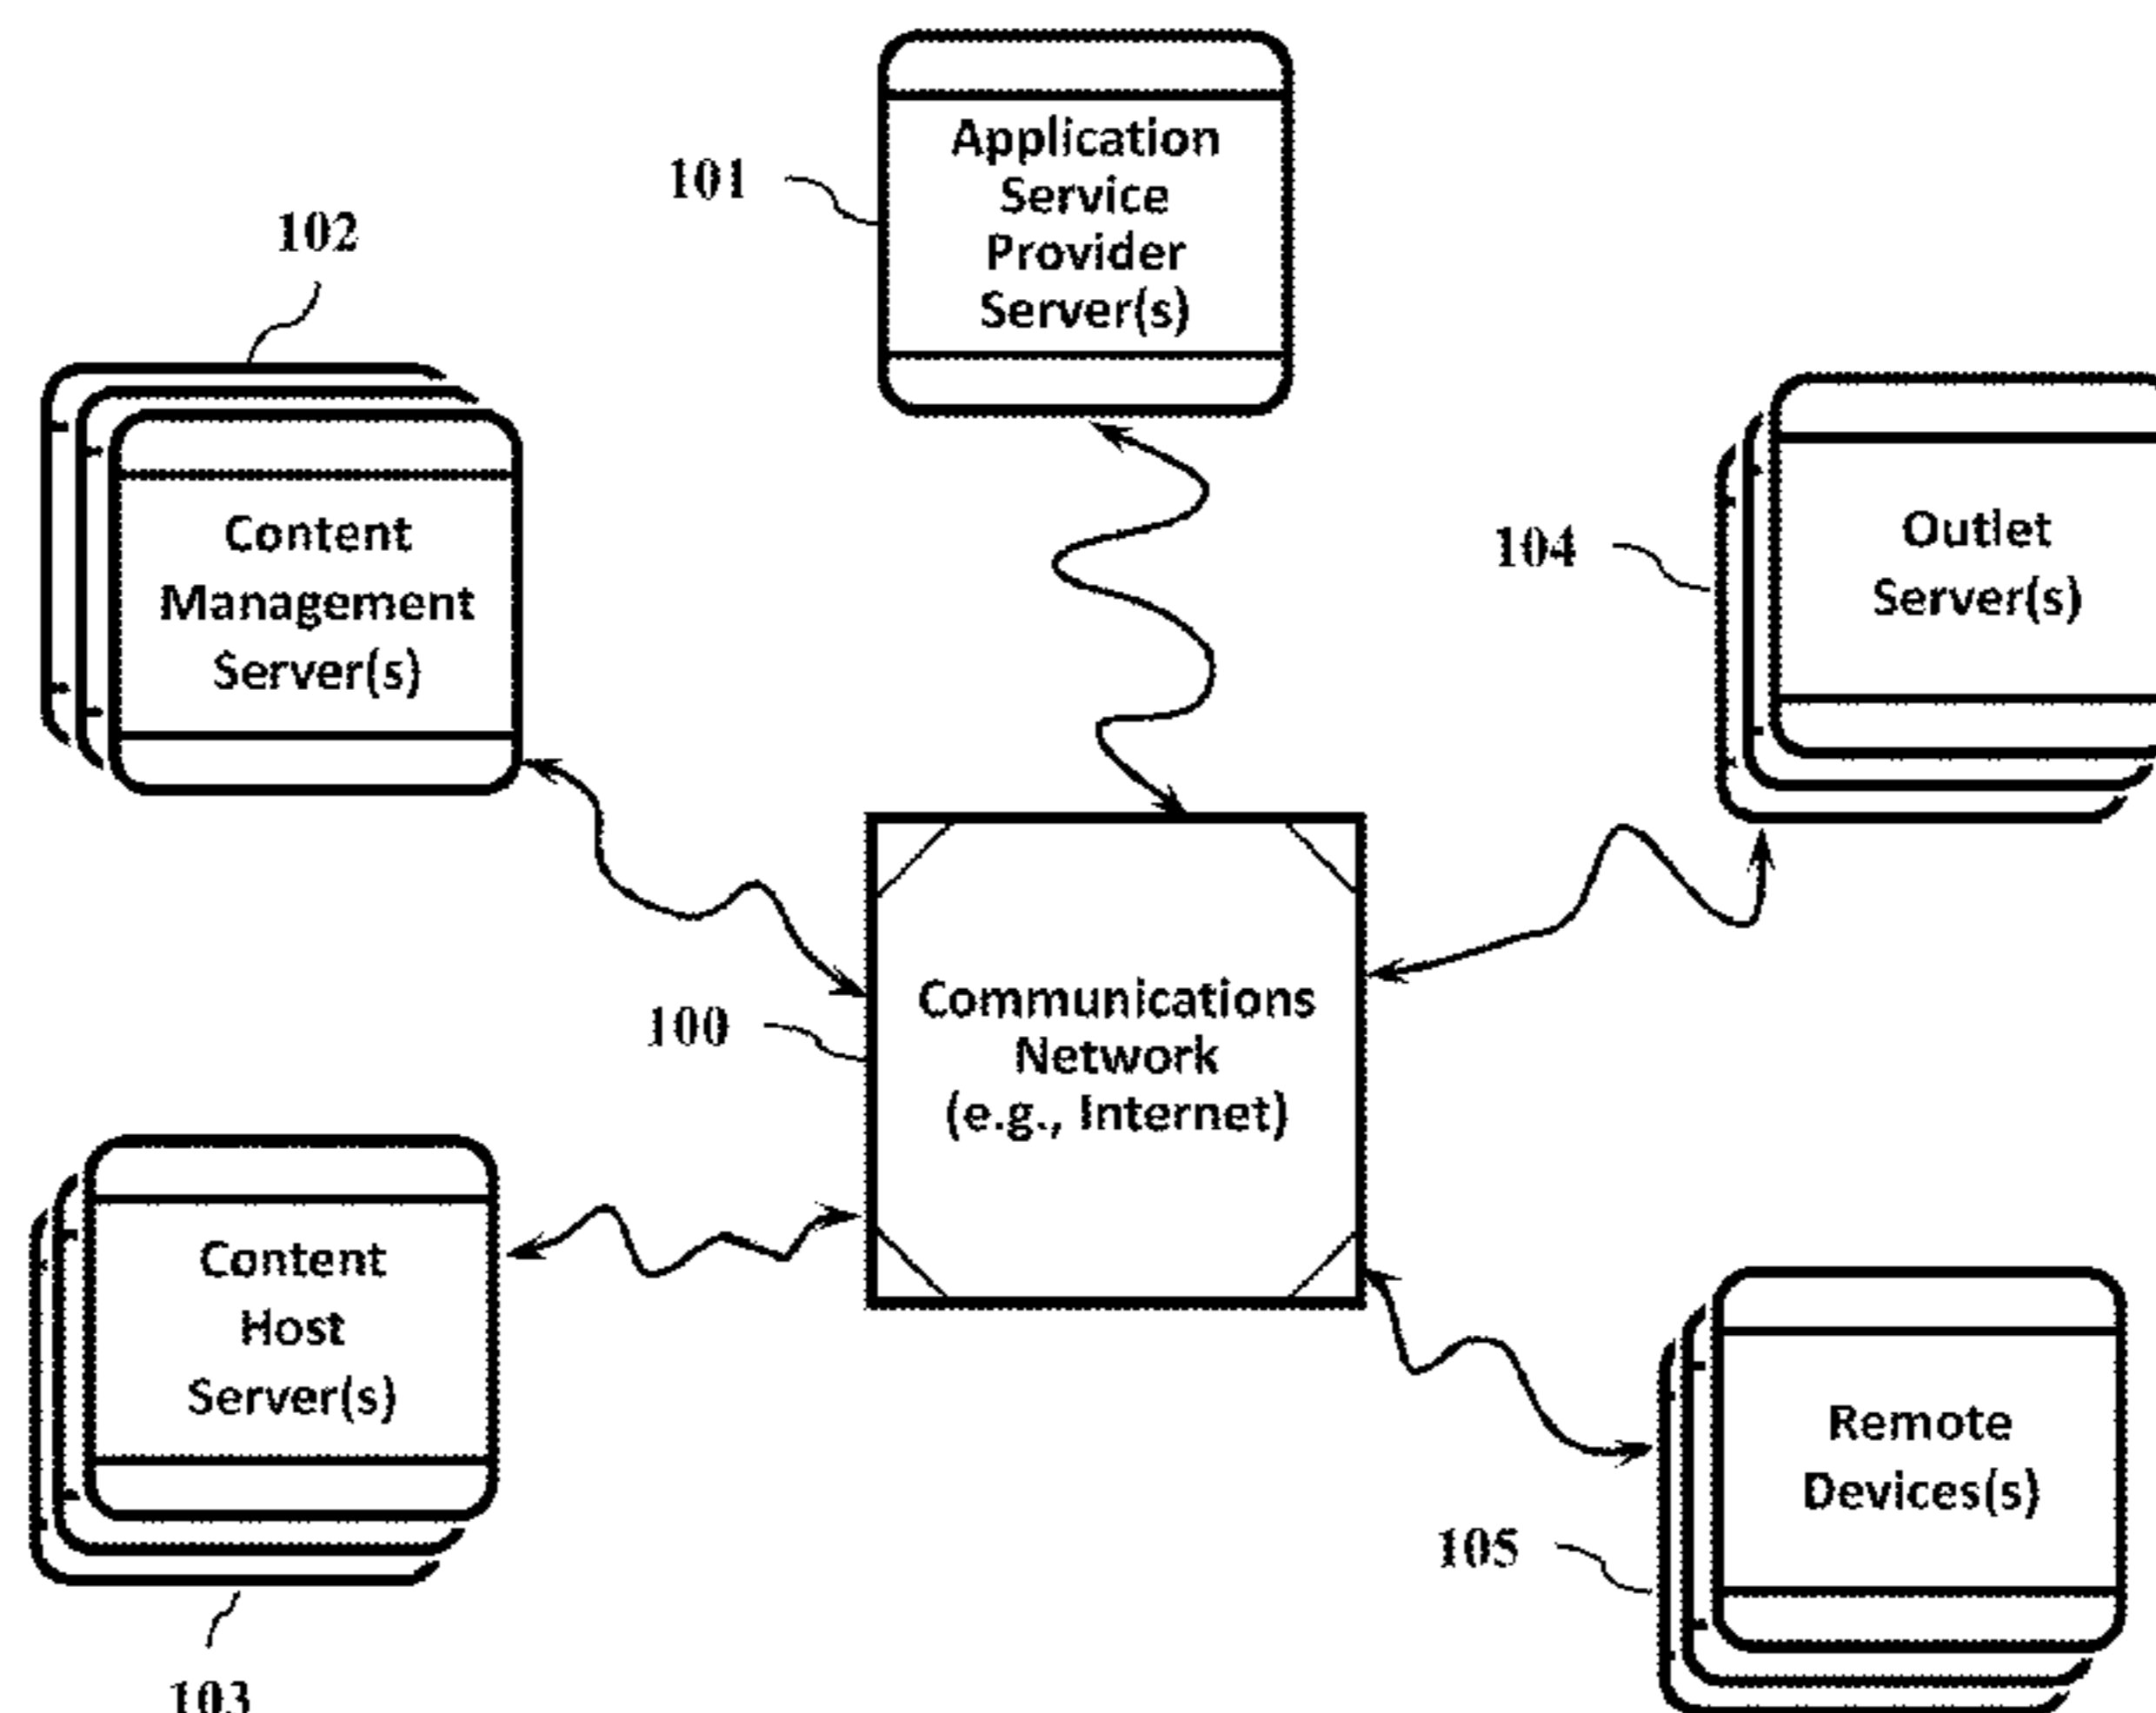 101
Application
Service
Provider
Server(s)
102
Content
Management
Server(s)
104
Outlet
Server(s)
100
Communications
Network
(e.g., Internet)
Content
Host
Server(s)
103
105
Remote
Devices(s)